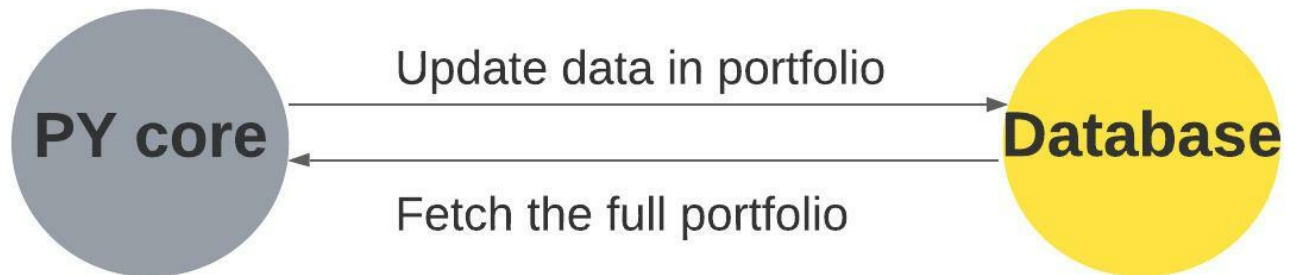 Update data in portfolio
PY core
Database
Fetch the full portfolio